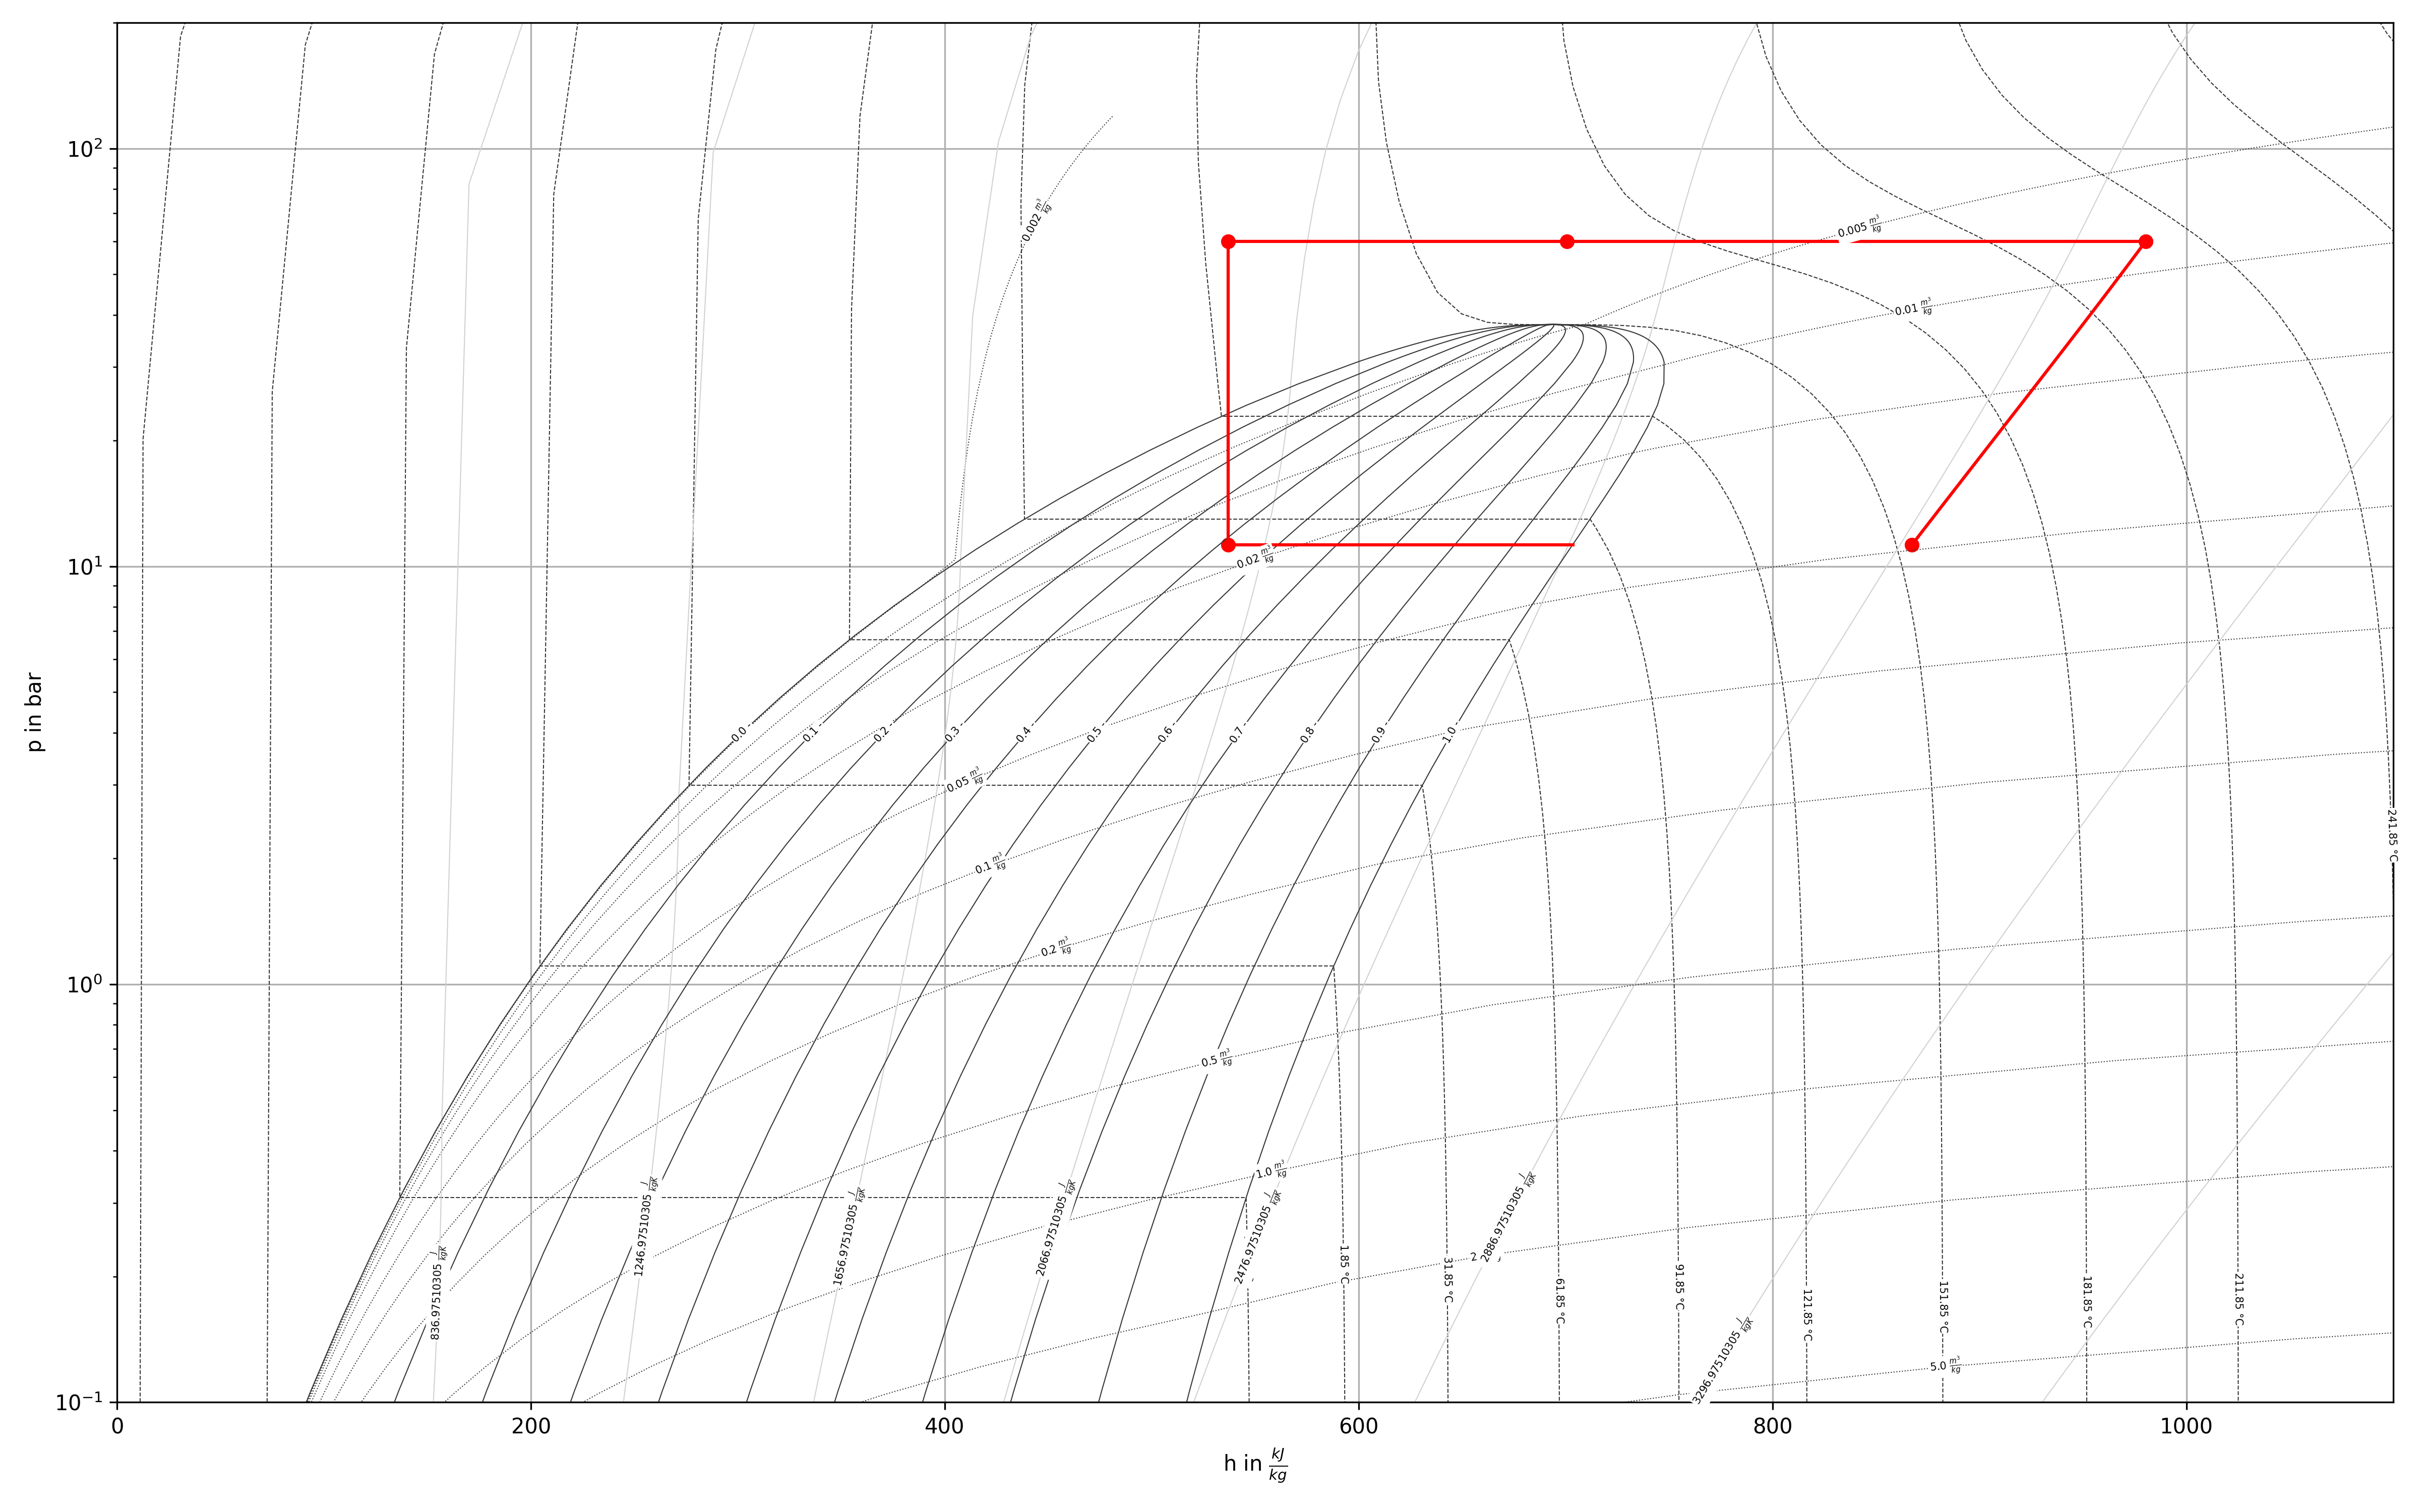 10²
0.002 m³/kg
0.005 m³/kg
0.01 m³/kg
10¹
0.02 m³/kg
p in bar
0.0
0.1
0.2
0.3
0.4
0.5
0.6
0.7
0.8
0.9
1.0
0.05 m³/kg
0.1 m³/kg
241.85 °C
0.2 m³/kg
10⁰
0.5 m³/kg
1.0 m³/kg
836.97510305 J/kgK
1246.97510305 J/kgK
1656.97510305 J/kgK
2066.97510305 J/kgK
2476.97510305 J/kgK
2886.97510305 J/kgK
3296.97510305 J/kgK
2
1.85 °C
31.85 °C
61.85 °C
91.85 °C
121.85 °C
151.85 °C
181.85 °C
211.85 °C
5.0 m³/kg
10⁻¹
0 200 400 600 800 1000
h in kJ/kg